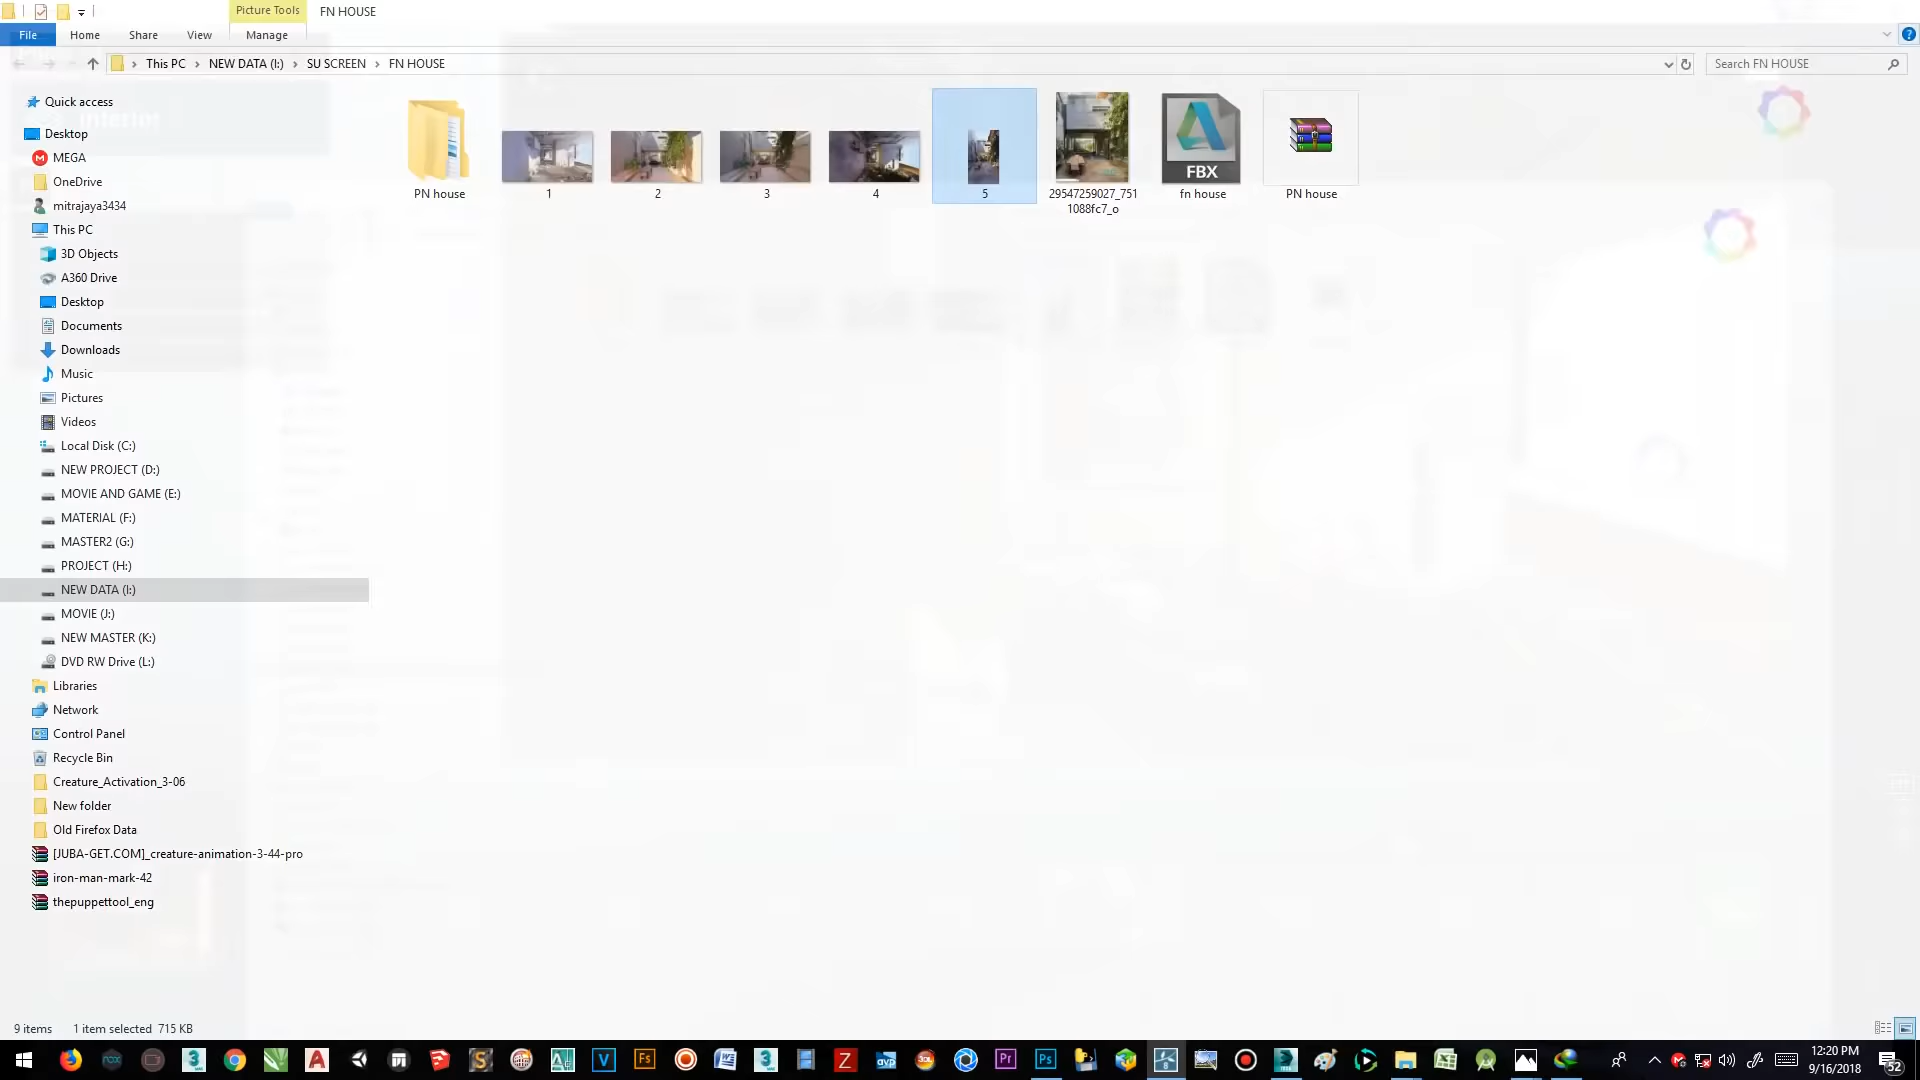 Picture Tools
FN HOUSE
File
Home
Share
View
Manage
This PC
NEW DATA (I:)
SU SCREEN
FN HOUSE
Search FN HOUSE
Quick access
Desktop
MEGA
OneDrive
mitrajaya3434
This PC
3D Objects
A360 Drive
Desktop
Documents
Downloads
Music
Pictures
Videos
Local Disk (C:)
NEW PROJECT (D:)
MOVIE AND GAME (E:)
MATERIAL (F:)
MASTER2 (G:)
PROJECT (H:)
NEW DATA (I:)
MOVIE (J:)
NEW MASTER (K:)
DVD RW Drive (L:)
Libraries
Network
Control Panel
Recycle Bin
Creature_Activation_3-06
New folder
Old Firefox Data
[JUBA-GET.COM]_creature-animation-3-44-pro
iron-man-mark-42
thepuppettool_eng
PN house
1
2
3
4
5
29547259027_751
1088fc7_o
FBX
fn house
PN house
9 items
1 item selected 715 KB
12:20 PM
9/16/2018
52